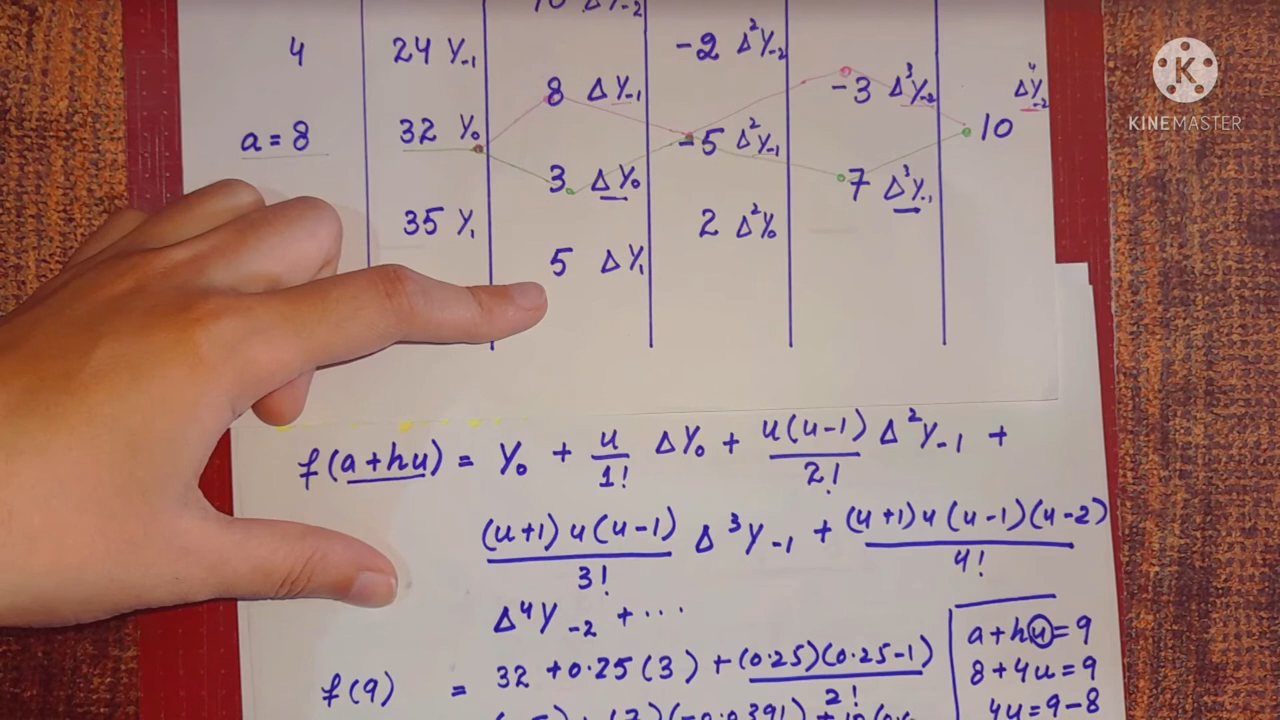 10 Δy₋₂
4 24 y₋₁ -2 Δ²y₋₂
8 Δy₋₁ -3 Δ³y₋₂ Δ⁴y₋₂
a = 8 32 y₀ -5 Δ²y₋₁ 10
3 Δy₀ 7 Δ³y₋₁
35 y₁ 2 Δ²y₀
5 Δy₁
K
KINEMASTER
f(a+hu) = y₀ + u/1! Δy₀ + u(u-1)/2! Δ²y₋₁ +
(u+1)u(u-1)/3! Δ³y₋₁ + (u+1)u(u-1)(u-2)/4!
Δ⁴y₋₂ + ...
f(9) = 32 + 0.25(3) + (0.25)(0.25-1)/2!
a+hu=9
8+4u=9
4u=9-8